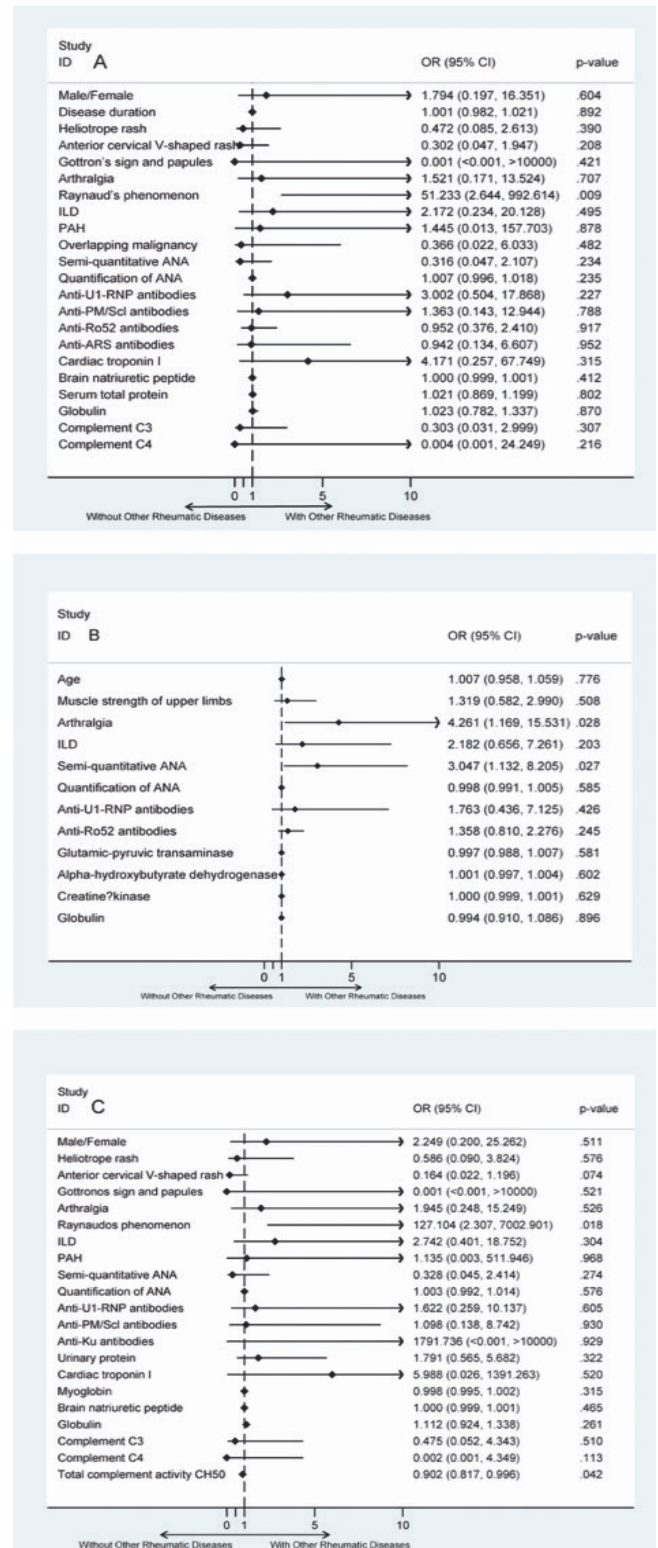 Study
ID A OR (95% CI) p-value
Male/Female 1.794 (0.197, 16.351) .604
Disease duration 1.001 (0.982, 1.021) .892
Heliotrope rash 0.472 (0.085, 2.613) .390
Anterior cervical V-shaped rash 0.302 (0.047, 1.947) .208
Gottron's sign and papules 0.001 (<0.001, >10000) .421
Arthralgia 1.521 (0.171, 13.524) .707
Raynaud's phenomenon 51.233 (2.644, 992.614) .009
ILD 2.172 (0.234, 20.128) .495
PAH 1.445 (0.013, 157.703) .878
Overlapping malignancy 0.366 (0.022, 6.033) .482
Semi-quantitative ANA 0.316 (0.047, 2.107) .234
Quantification of ANA 1.007 (0.996, 1.018) .235
Anti-U1-RNP antibodies 3.002 (0.504, 17.868) .227
Anti-PM/Scl antibodies 1.363 (0.143, 12.944) .788
Anti-Ro52 antibodies 0.952 (0.376, 2.410) .917
Anti-ARS antibodies 0.942 (0.134, 6.607) .952
Cardiac troponin I 4.171 (0.257, 67.749) .315
Brain natriuretic peptide 1.000 (0.999, 1.001) .412
Serum total protein 1.021 (0.869, 1.199) .802
Globulin 1.023 (0.782, 1.337) .870
Complement C3 0.303 (0.031, 2.999) .307
Complement C4 0.004 (0.001, 24.249) .216
0 1 5 10
Without Other Rheumatic Diseases With Other Rheumatic Diseases
Study
ID B OR (95% CI) p-value
Age 1.007 (0.958, 1.059) .776
Muscle strength of upper limbs 1.319 (0.582, 2.990) .508
Arthralgia 4.261 (1.169, 15.531) .028
ILD 2.182 (0.656, 7.261) .203
Semi-quantitative ANA 3.047 (1.132, 8.205) .027
Quantification of ANA 0.998 (0.991, 1.005) .585
Anti-U1-RNP antibodies 1.763 (0.436, 7.125) .426
Anti-Ro52 antibodies 1.358 (0.810, 2.276) .245
Glutamic-pyruvic transaminase 0.997 (0.988, 1.007) .581
Alpha-hydroxybutyrate dehydrogenase 1.001 (0.997, 1.004) .602
Creatine?kinase 1.000 (0.999, 1.001) .629
Globulin 0.994 (0.910, 1.086) .896
0 1 5 10
Without Other Rheumatic Diseases With Other Rheumatic Diseases
Study
ID C OR (95% CI) p-value
Male/Female 2.249 (0.200, 25.262) .511
Heliotrope rash 0.586 (0.090, 3.824) .576
Anterior cervical V-shaped rash 0.164 (0.022, 1.196) .074
Gottronos sign and papules 0.001 (<0.001, >10000) .521
Arthralgia 1.945 (0.248, 15.249) .526
Raynaudos phenomenon 127.104 (2.307, 7002.901) .018
ILD 2.742 (0.401, 18.752) .304
PAH 1.135 (0.003, 511.946) .968
Semi-quantitative ANA 0.328 (0.045, 2.414) .274
Quantification of ANA 1.003 (0.992, 1.014) .576
Anti-U1-RNP antibodies 1.622 (0.259, 10.137) .605
Anti-PM/Scl antibodies 1.098 (0.138, 8.742) .930
Anti-Ku antibodies 1791.736 (<0.001, >10000) .929
Urinary protein 1.791 (0.565, 5.682) .322
Cardiac troponin I 5.988 (0.026, 1391.263) .520
Myoglobin 0.998 (0.995, 1.002) .315
Brain natriuretic peptide 1.000 (0.999, 1.001) .465
Globulin 1.112 (0.924, 1.338) .261
Complement C3 0.475 (0.052, 4.343) .510
Complement C4 0.002 (0.001, 4.349) .113
Total complement activity CH50 0.902 (0.817, 0.996) .042
0 1 5 10
Without Other Rheumatic Diseases With Other Rheumatic Diseases